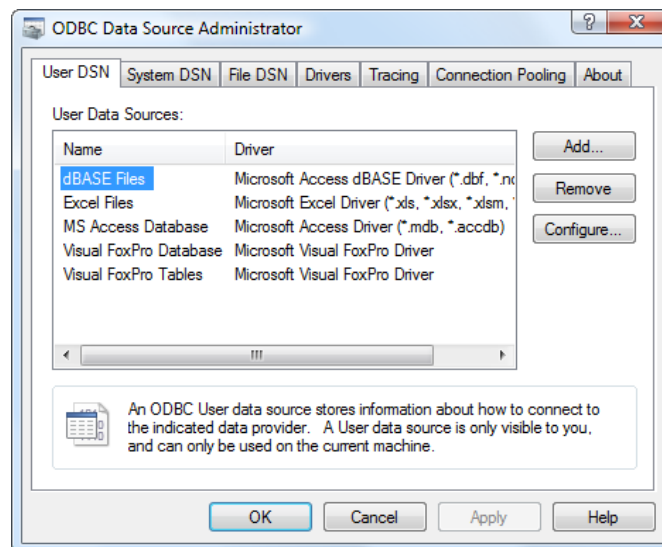 ODBC Data Source Administrator
User DSN System DSN File DSN Drivers Tracing Connection Pooling About
User Data Sources:
Name Driver
dBASE Files Microsoft Access dBASE Driver (*.dbf, *.nd
Excel Files Microsoft Excel Driver (*.xls, *.xlsx, *.xlsm, *
MS Access Database Microsoft Access Driver (*.mdb, *.accdb)
Visual FoxPro Database Microsoft Visual FoxPro Driver
Visual FoxPro Tables Microsoft Visual FoxPro Driver
Add...
Remove
Configure...
An ODBC User data source stores information about how to connect to
the indicated data provider. A User data source is only visible to you,
and can only be used on the current machine.
OK Cancel Apply Help